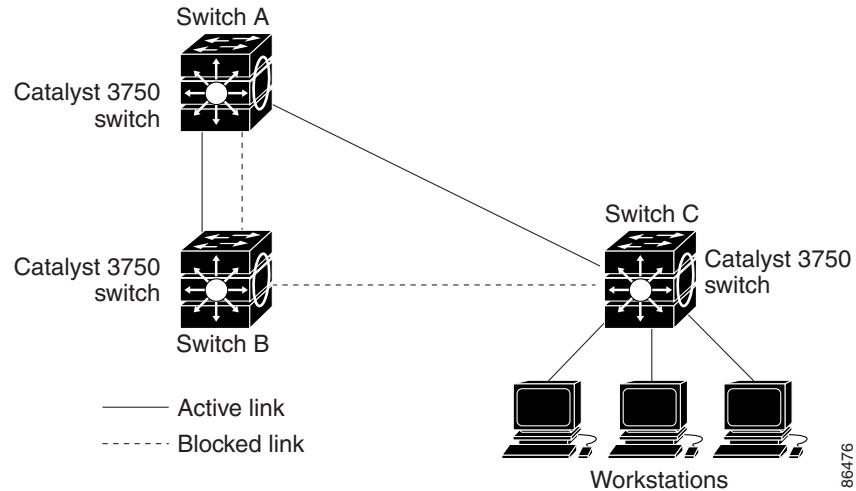 Switch A
Catalyst 3750
switch
Switch C
Catalyst 3750
switch
Catalyst 3750
switch
Switch B
Active link
Blocked link
Workstations
86476